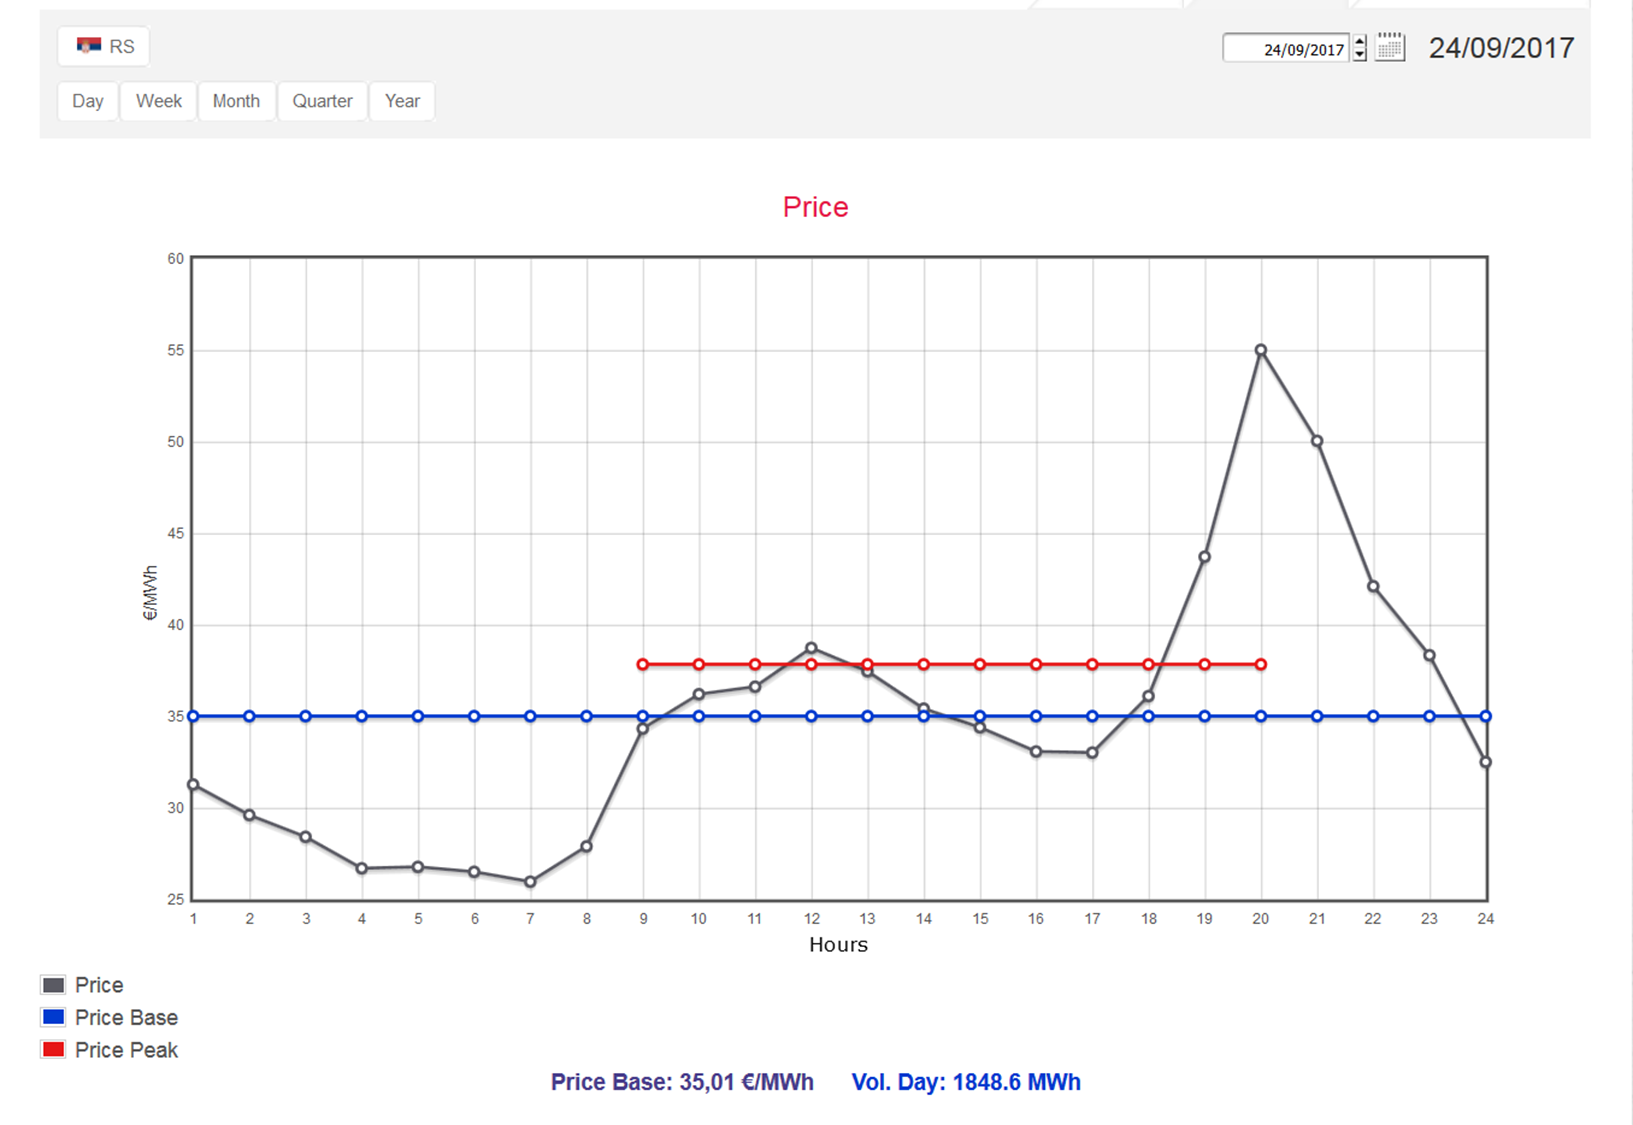 RS
24/09/2017
24/09/2017
Day Week Month Quarter Year
Price
60
55
50
45
40
35
30
25
€/MWh
1 2 3 4 5 6 7 8 9 10 11 12 13 14 15 16 17 18 19 20 21 22 23 24
Hours
Price
Price Base
Price Peak
Price Base: 35,01 €/MWh Vol. Day: 1848.6 MWh